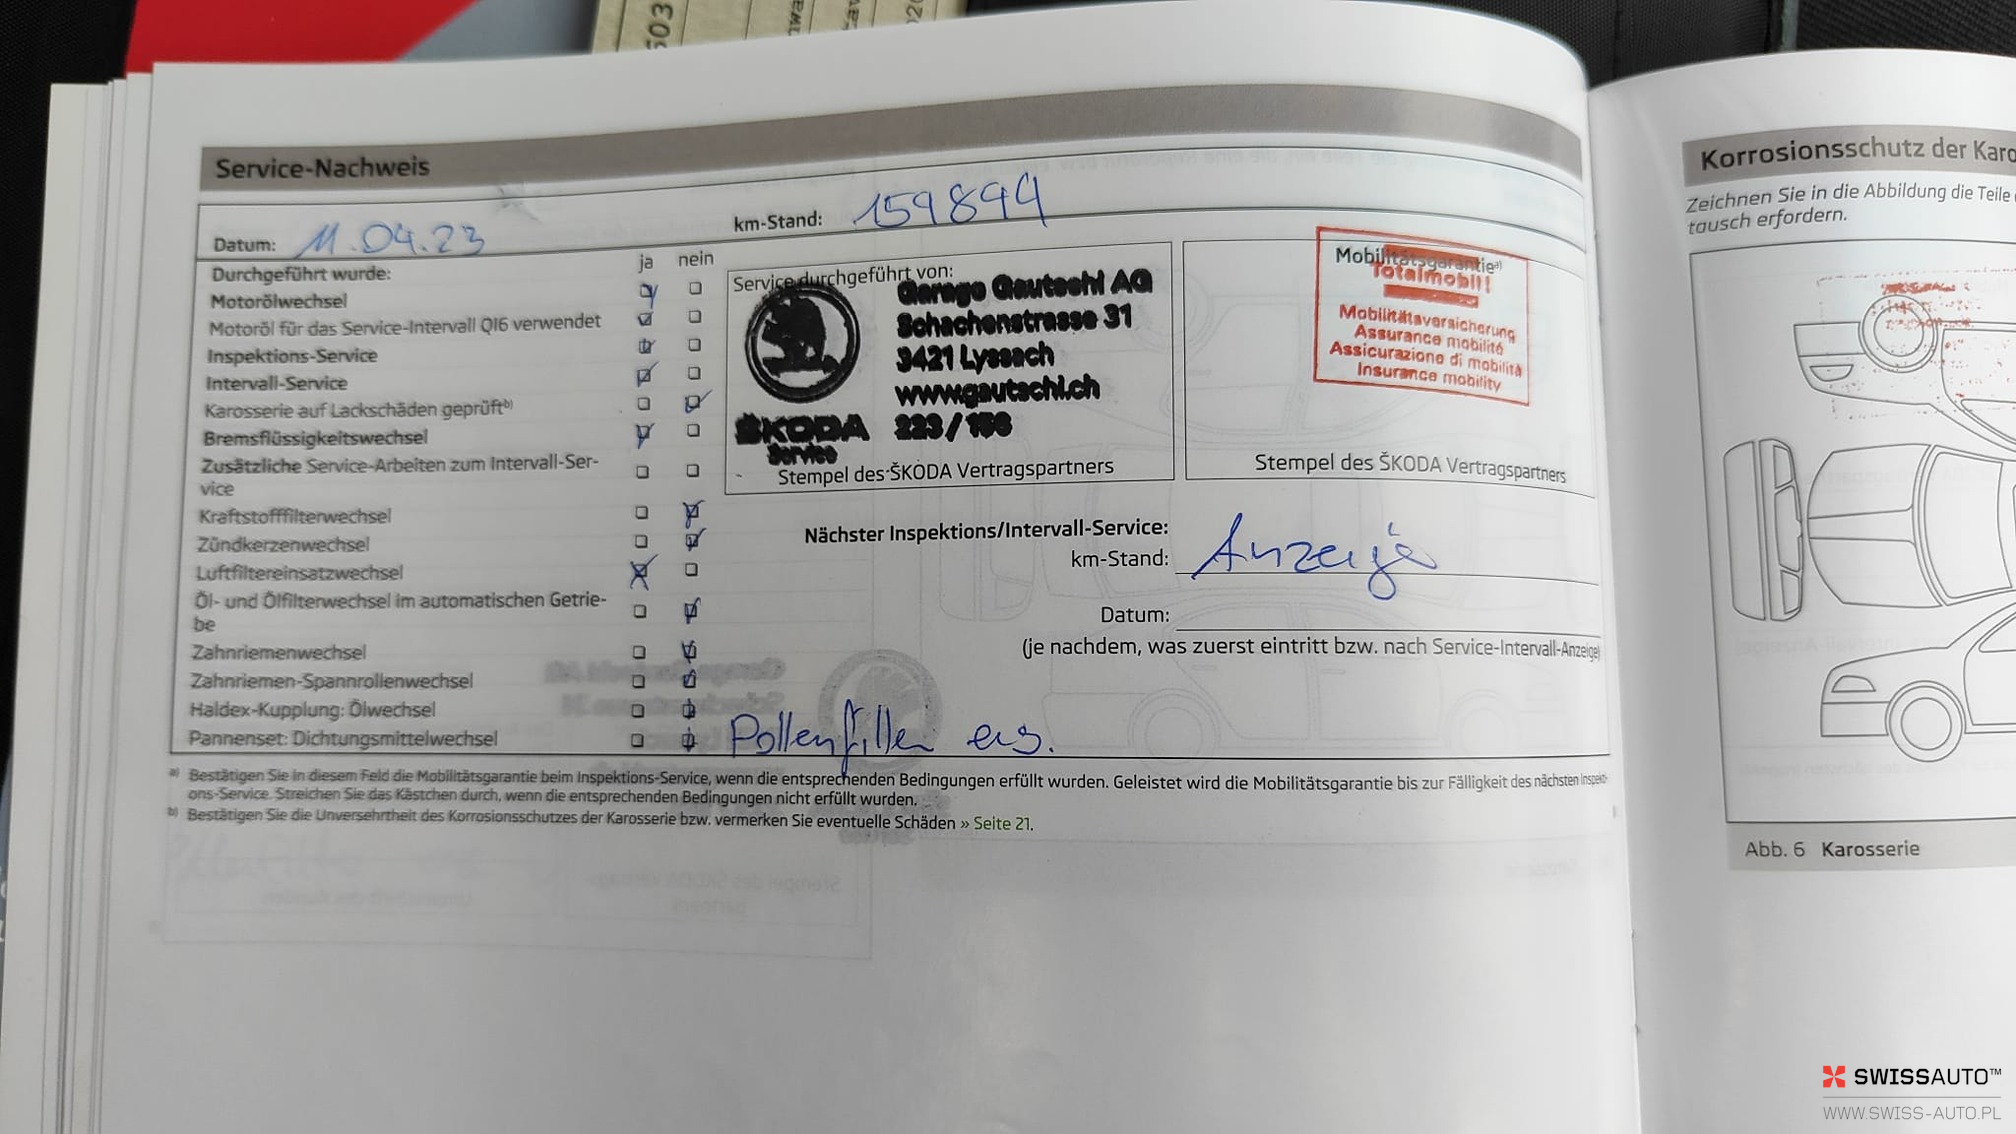 503
Service-Nachweis
Datum: 11.04.23
km-Stand: 159894
Durchgeführt wurde:
ja nein
Motorölwechsel
Motoröl für das Service-Intervall QI6 verwendet
Inspektions-Service
Intervall-Service
Karosserie auf Lackschäden geprüft b)
Bremsflüssigkeitswechsel
Zusätzliche Service-Arbeiten zum Intervall-Ser-
vice
Kraftstofffilterwechsel
Zündkerzenwechsel
Luftfiltereinsatzwechsel
Öl- und Ölfilterwechsel im automatischen Getrie-
be
Zahnriemenwechsel
Zahnriemen-Spannrollenwechsel
Haldex-Kupplung: Ölwechsel
Pannenset: Dichtungsmittelwechsel
Service durchgeführt von:
Garage Gautschi AG
Schachenstrasse 31
3421 Lyssach
www.gautschi.ch
ŠKODA
Service
Stempel des ŠKODA Vertragspartners
Mobilitätsgarantie a)
Totalmobil!
Mobilitätsversicherung
Assurance mobilité
Assicurazione di mobilità
Insurance mobility
Stempel des ŠKODA Vertragspartners
Nächster Inspektions/Intervall-Service:
km-Stand: Anzeige
Datum:
(je nachdem, was zuerst eintritt bzw. nach Service-Intervall-Anzeige)
Pollenfilter ers.
a) Bestätigen Sie in diesem Feld die Mobilitätsgarantie beim Inspektions-Service, wenn die entsprechenden Bedingungen erfüllt wurden. Geleistet wird die Mobilitätsgarantie bis zur Fälligkeit des nächsten Inspekti-
ons-Service. Streichen Sie das Kästchen durch, wenn die entsprechenden Bedingungen nicht erfüllt wurden.
b) Bestätigen Sie die Unversehrtheit des Korrosionsschutzes der Karosserie bzw. vermerken Sie eventuelle Schäden » Seite 21.
Korrosionsschutz der Karo
Zeichnen Sie in die Abbildung die Teile
tausch erfordern.
Abb. 6 Karosserie
SWISSAUTO™
WWW.SWISS-AUTO.PL